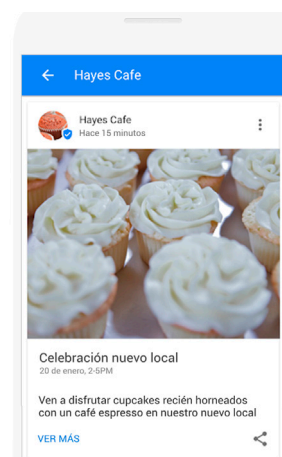 Hayes Cafe
Hayes Cafe
Hace 15 minutos
Celebración nuevo local
20 de enero, 2-5PM
Ven a disfrutar cupcakes recién horneados
con un café espresso en nuestro nuevo local
VER MÁS